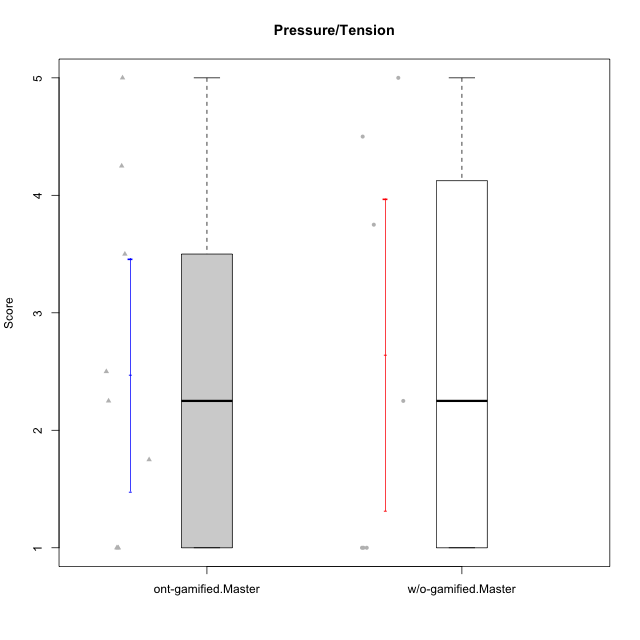 Pressure/Tension
5
4
3
2
1
Score
ont-gamified.Master
w/o-gamified.Master